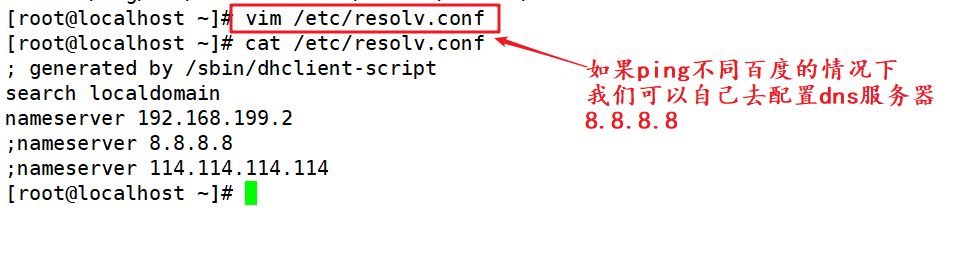 [root@localhost ~]# vim /etc/resolv.conf
[root@localhost ~]# cat /etc/resolv.conf
; generated by /sbin/dhclient-script
search localdomain
nameserver 192.168.199.2
;nameserver 8.8.8.8
;nameserver 114.114.114.114
[root@localhost ~]#
如果ping不同百度的情况下
我们可以自己去配置dns服务器
8.8.8.8